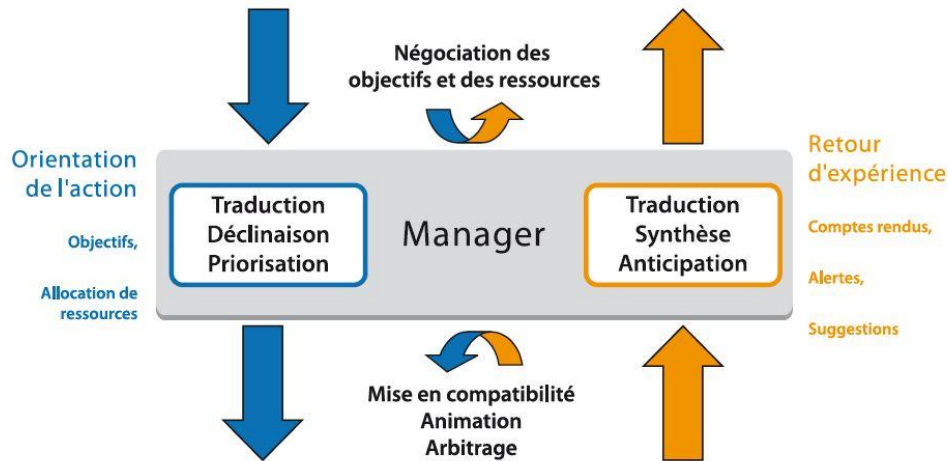 Négociation des
objectifs et des ressources
Orientation
de l'action
Objectifs,
Allocation de
ressources
Traduction
Déclinaison
Priorisation
Manager
Traduction
Synthèse
Anticipation
Retour
d'expérience
Comptes rendus,
Alertes,
Suggestions
Mise en compatibilité
Animation
Arbitrage